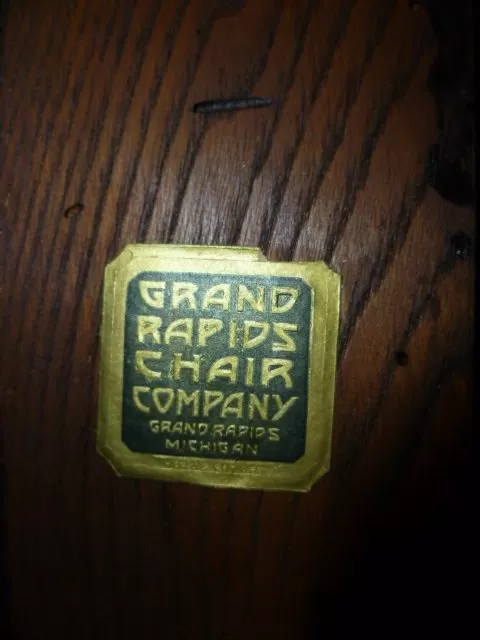 GRAND
RAPIDS
CHAIR
COMPANY
GRAND RAPIDS
MICHIGAN